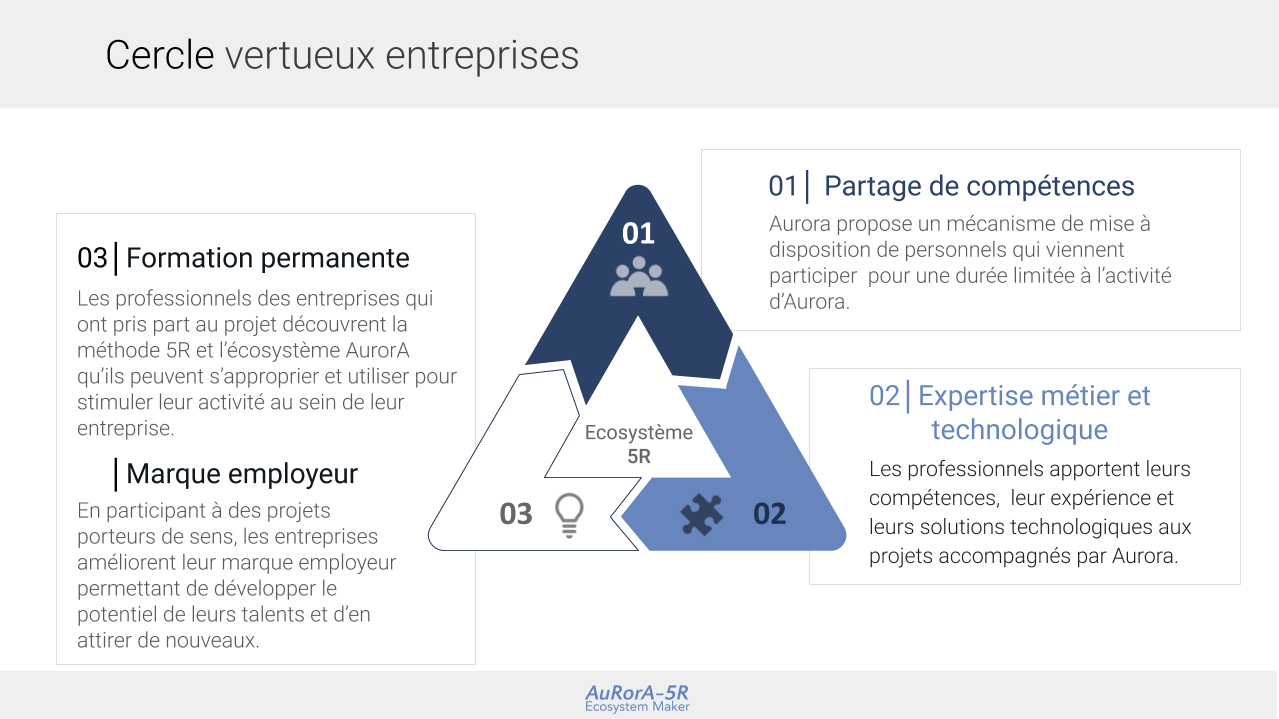 Cercle vertueux entreprises
01 Partage de compétences
Aurora propose un mécanisme de mise à
disposition de personnels qui viennent
participer pour une durée limitée à l'activité
d'Aurora.
02 Expertise métier et
technologique
Les professionnels apportent leurs
compétences, leur expérience et
leurs solutions technologiques aux
projets accompagnés par Aurora.
03 Formation permanente
Les professionnels des entreprises qui
ont pris part au projet découvrent la
méthode 5R et l'écosystème AurorA
qu'ils peuvent s'approprier et utiliser pour
stimuler leur activité au sein de leur
entreprise.
Marque employeur
En participant à des projets
porteurs de sens, les entreprises
améliorent leur marque employeur
permettant de développer le
potentiel de leurs talents et d'en
attirer de nouveaux.
01
Ecosystème
5R
03
02
AuRorA-5R
Ecosystem Maker